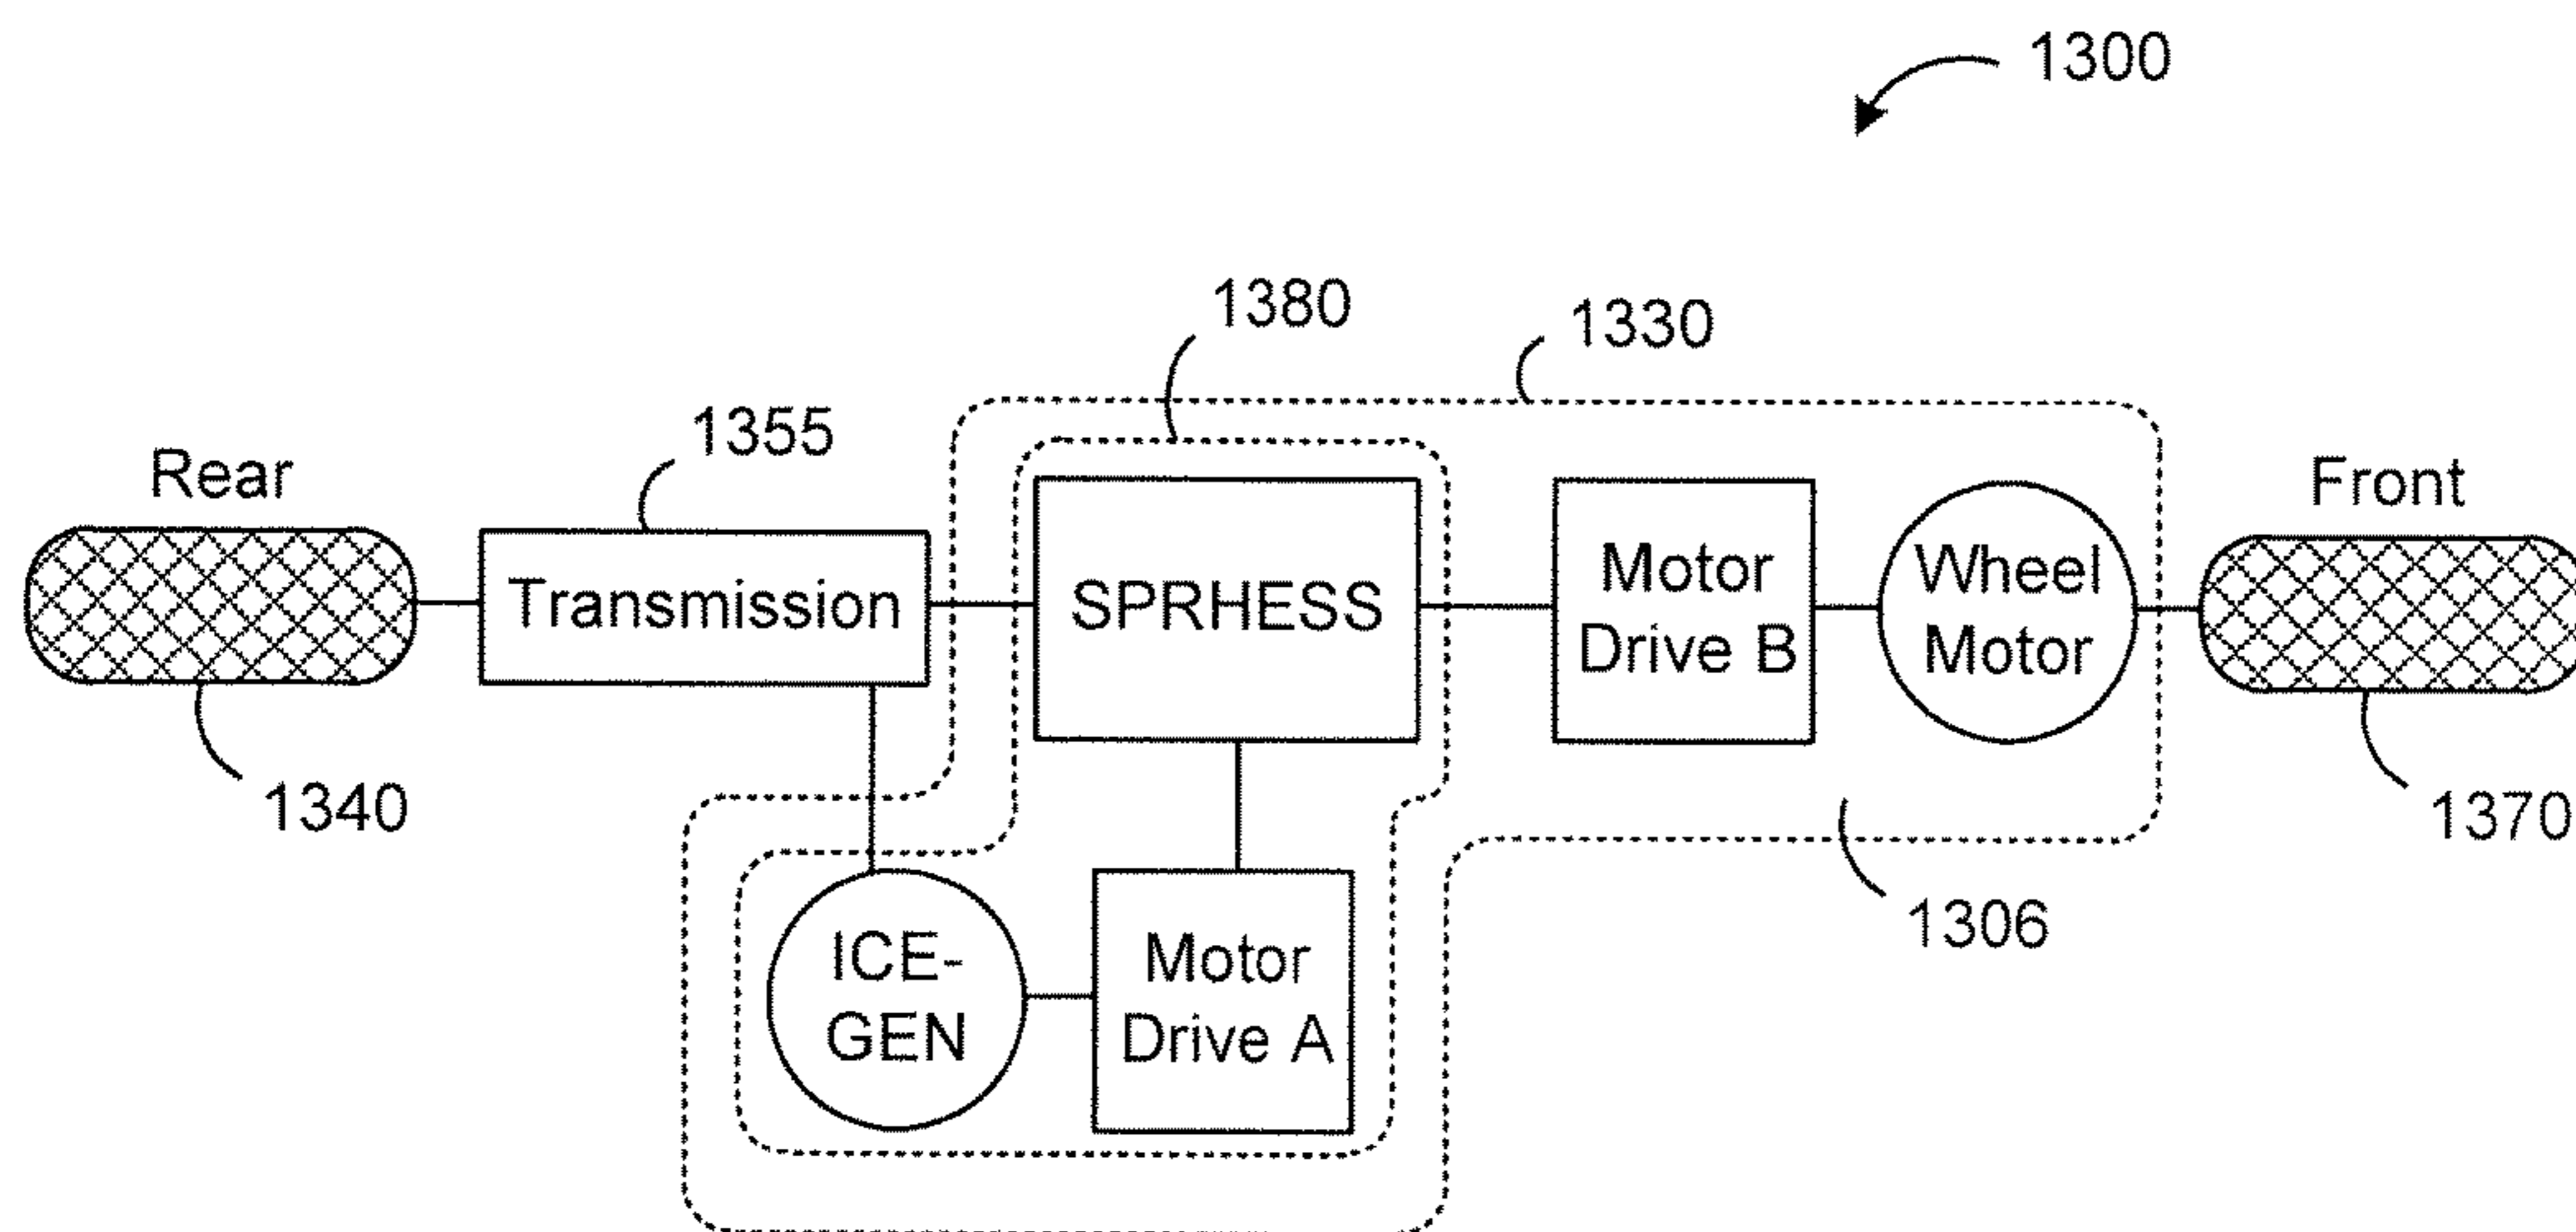 1300
1380
1330
1355
Rear
Front
Transmission
SPRHESS
Motor
Drive B
Wheel
Motor
1340
1370
1306
ICE-
GEN
Motor
Drive A